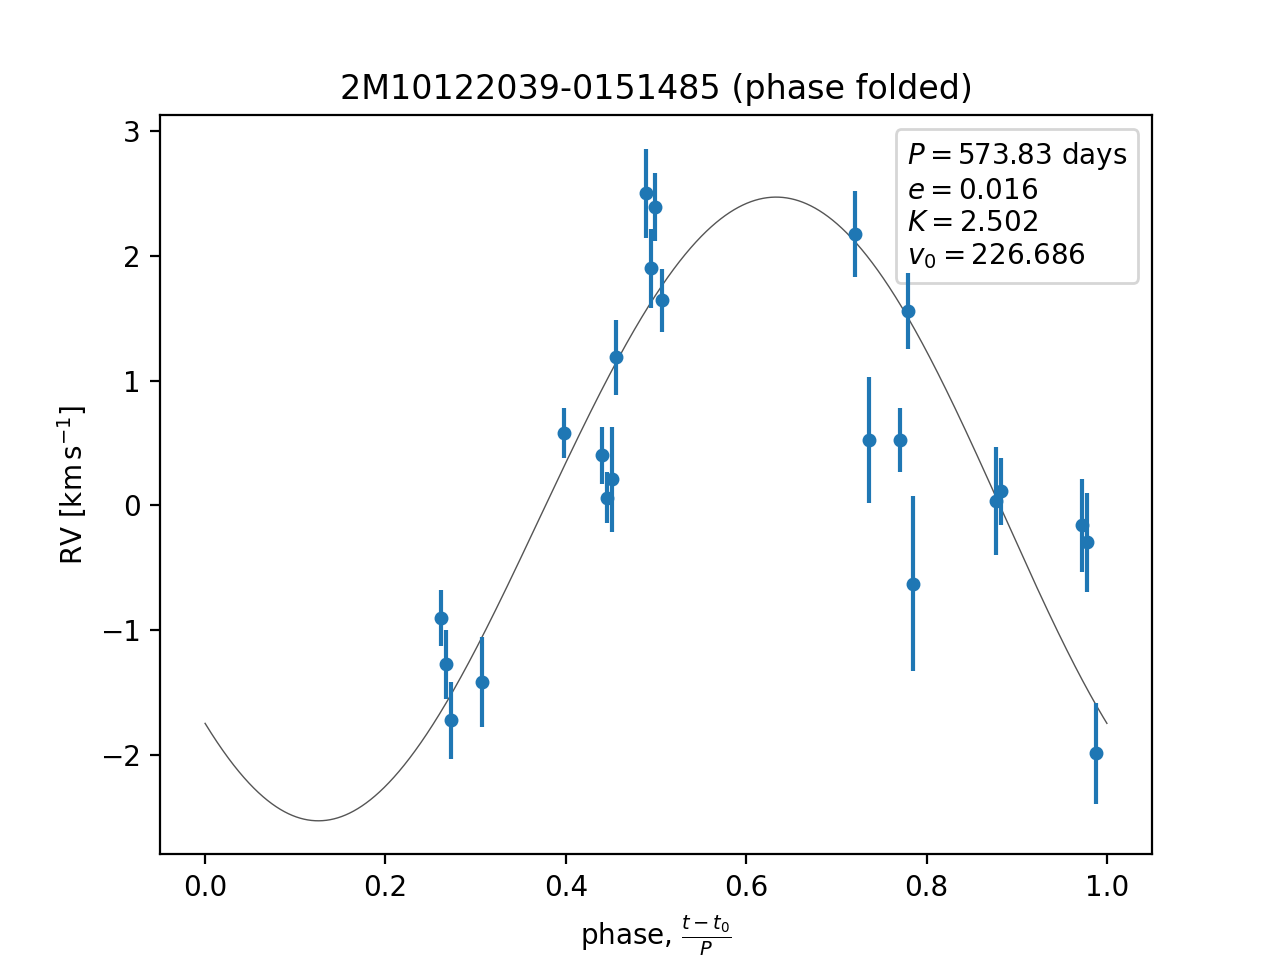 2M10122039-0151485 (phase folded)
P = 573.83 days
e = 0.016
K = 2.502
v₀ = 226.686
3
2
1
0
−1
−2
RV [km s⁻¹]
0.0 0.2 0.4 0.6 0.8 1.0
phase, (t − t₀)/P